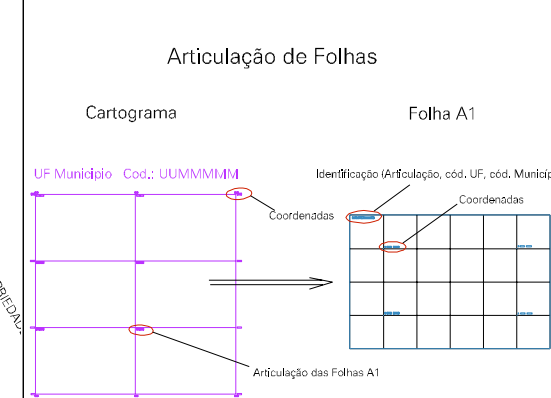 Articulação de Folhas
Cartograma
Folha A1
UF Municipio Cod.: UUMMMMM
Identificação (Articulação, cód. UF, cód. Municíp
Coordenadas
Coordenadas
Articulação das Folhas A1